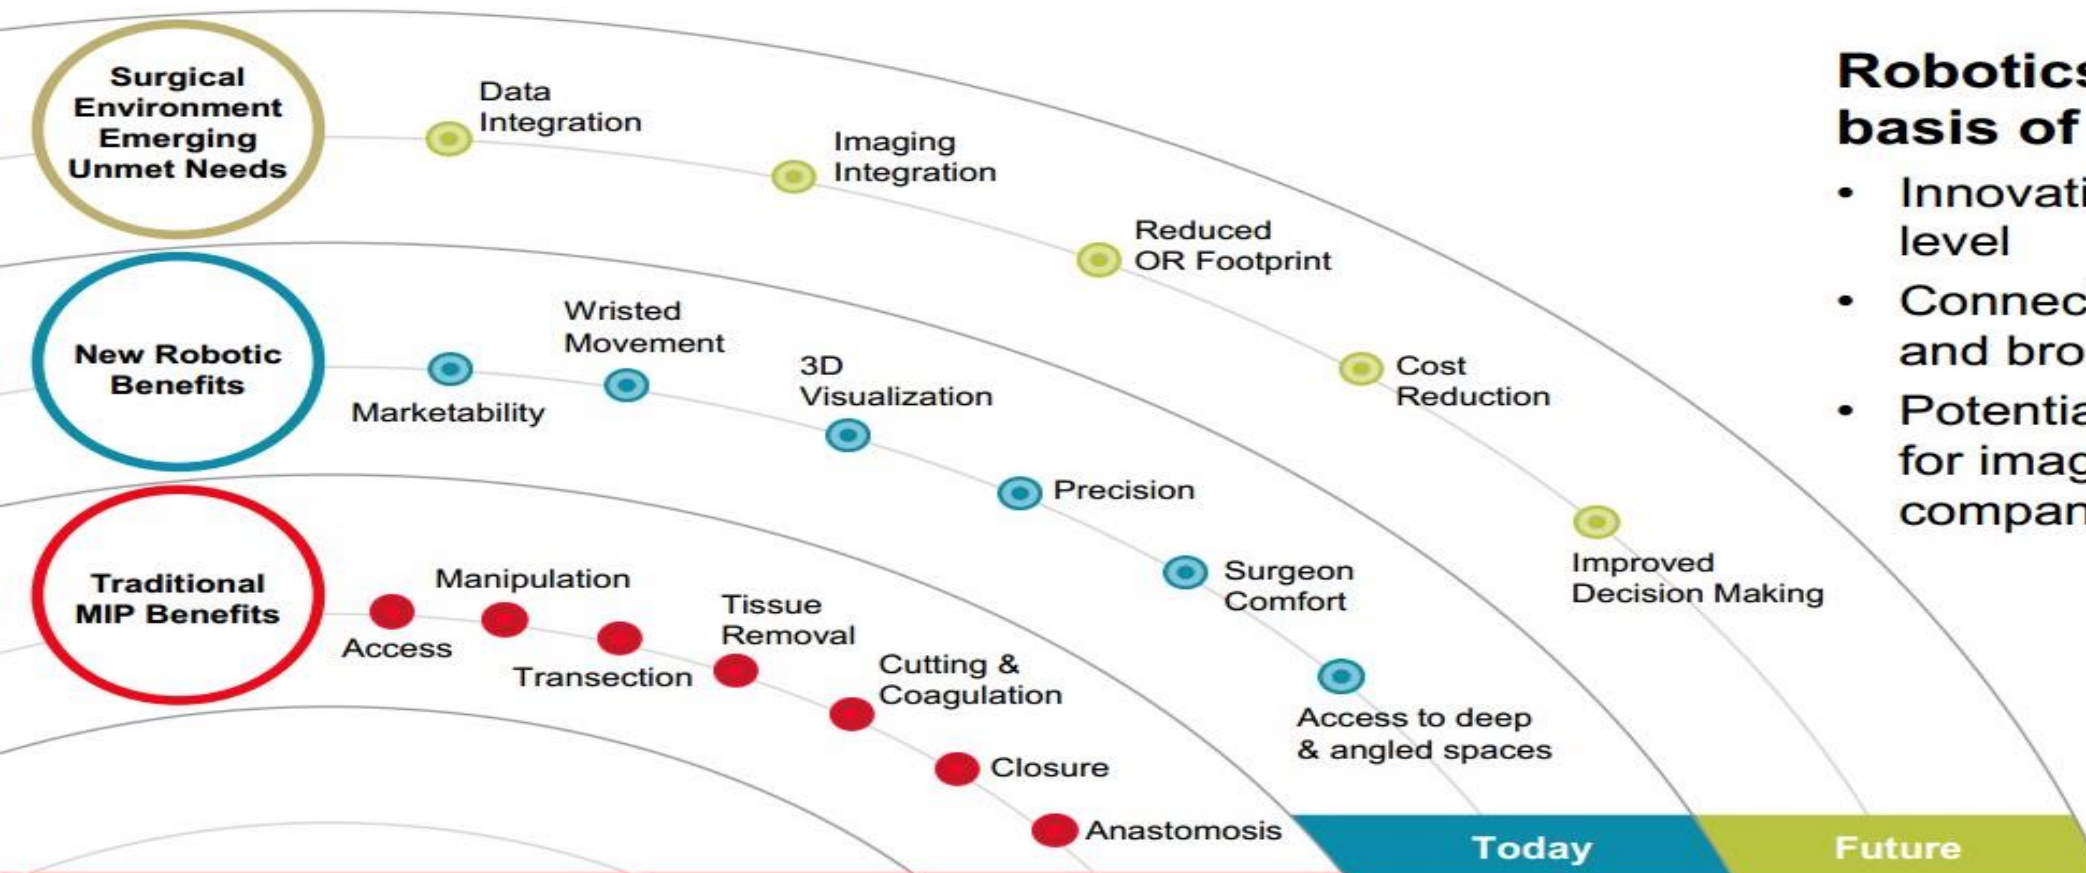 Surgical
Environment
Emerging
Unmet Needs
Data
Integration
Imaging
Integration
Reduced
OR Footprint
Cost
Reduction
Improved
Decision Making
New Robotic
Benefits
Marketability
Wristed
Movement
3D
Visualization
Precision
Surgeon
Comfort
Access to deep
& angled spaces
Traditional
MIP Benefits
Access
Manipulation
Transection
Tissue
Removal
Cutting &
Coagulation
Closure
Anastomosis
Today
Future
Robotics
basis of
• Innovati
level
• Connec
and bro
• Potentia
for imag
compan